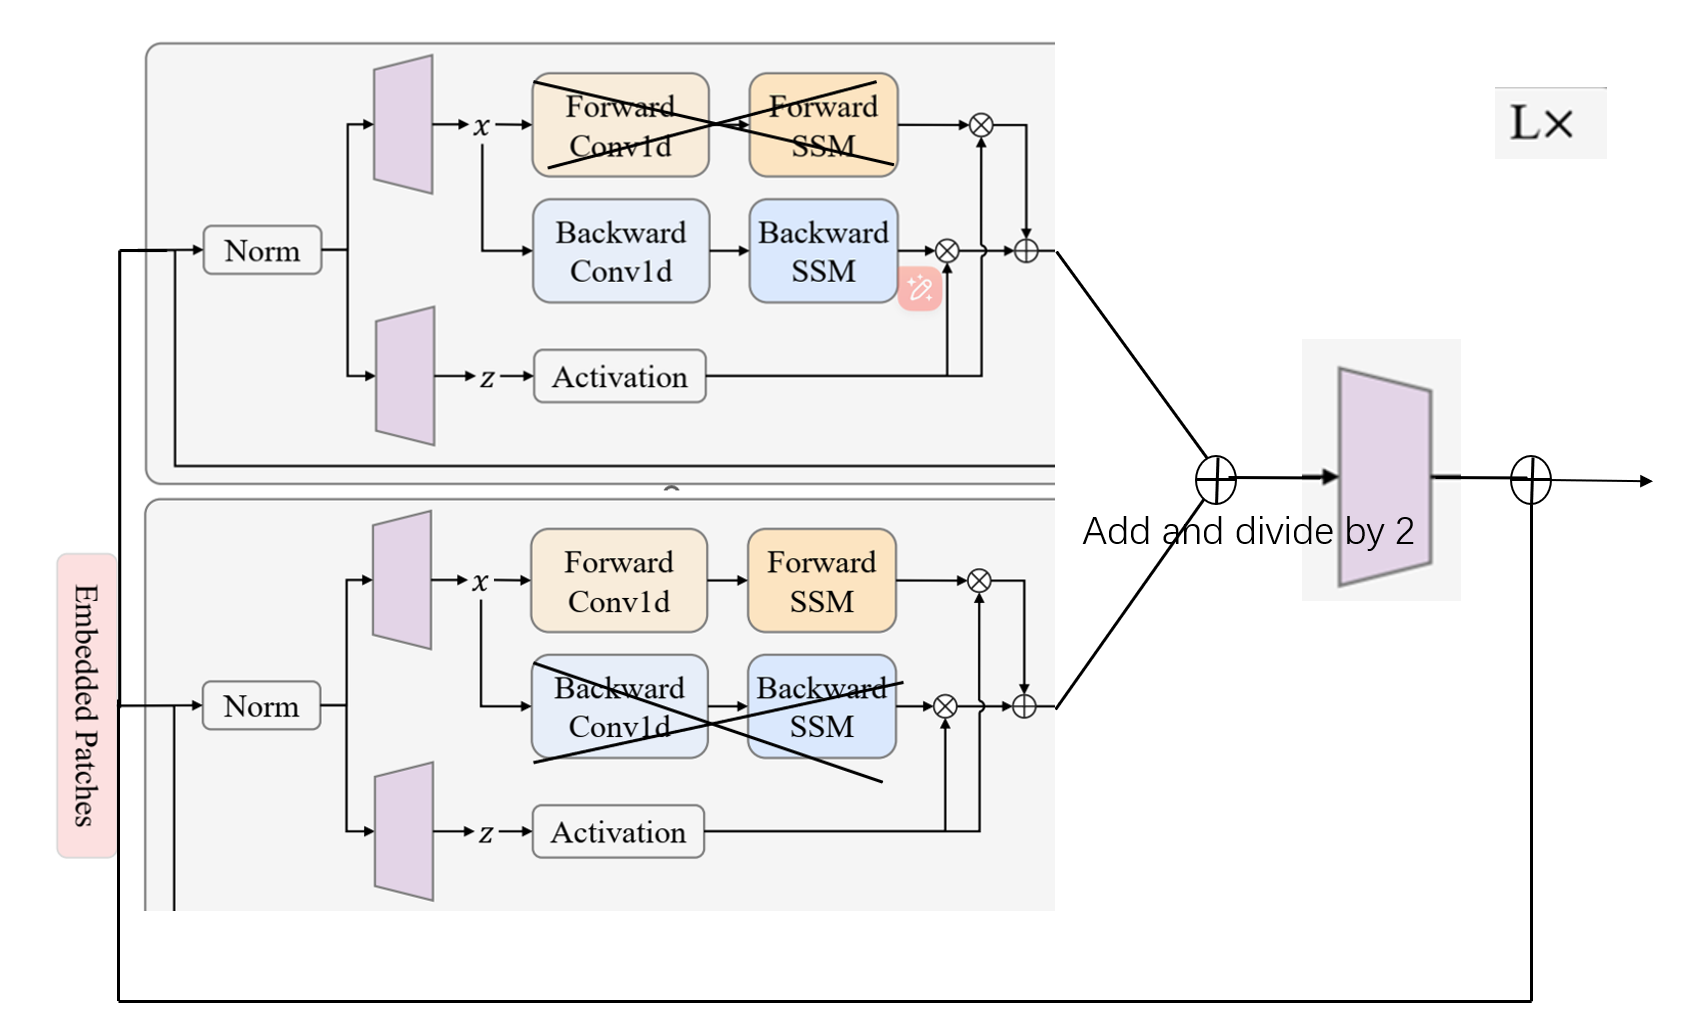 Forward
Conv1d
Forward
SSM
L×
x
Norm
Backward
Conv1d
Backward
SSM
z
Activation
Add and divide by 2
Embedded Patches
Forward
Conv1d
Forward
SSM
x
Norm
Backward
Conv1d
Backward
SSM
z
Activation